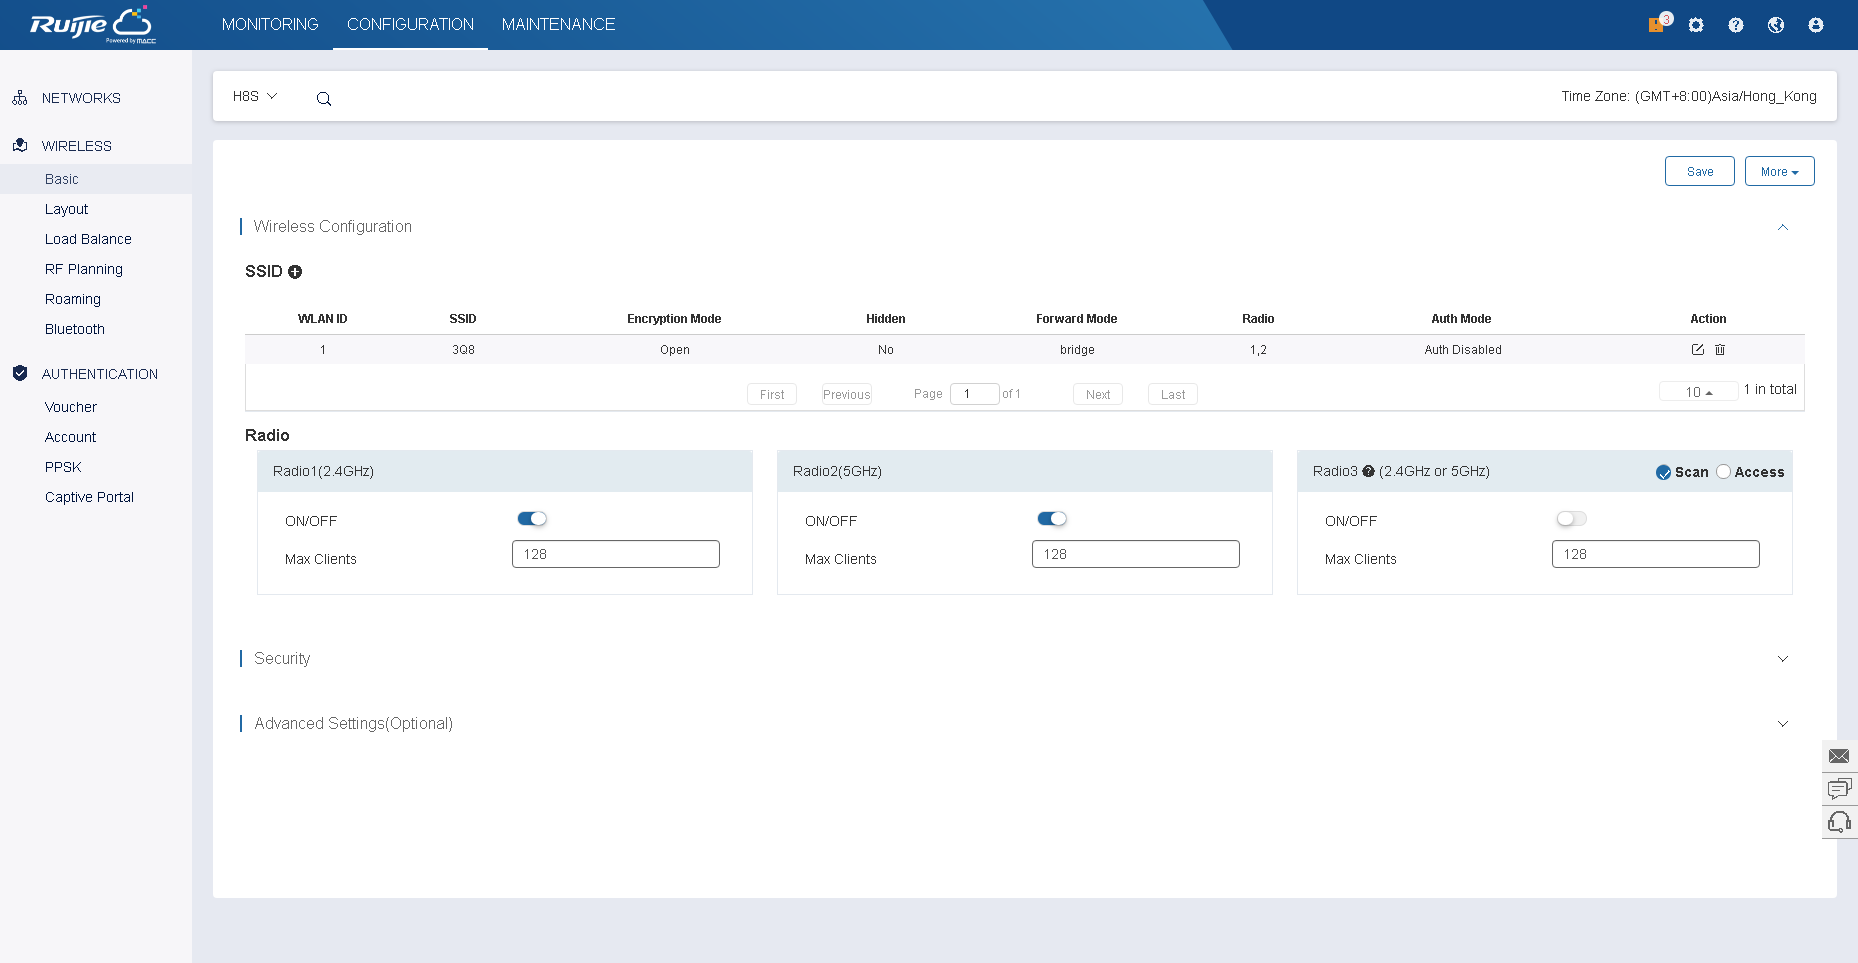 Ruijie
Powered by MACC
MONITORING CONFIGURATION MAINTENANCE
3
NETWORKS
WIRELESS
Basic
Layout
Load Balance
RF Planning
Roaming
Bluetooth
AUTHENTICATION
Voucher
Account
PPSK
Captive Portal
H8S
Time Zone: (GMT+8:00)Asia/Hong_Kong
Save More
Wireless Configuration
SSID
WLAN ID SSID Encryption Mode Hidden Forward Mode Radio Auth Mode Action
1 3Q8 Open No bridge 1,2 Auth Disabled
First Previous Page 1 of 1 Next Last 10 1 in total
Radio
Radio1(2.4GHz)
ON/OFF
Max Clients 128
Radio2(5GHz)
ON/OFF
Max Clients 128
Radio3 (2.4GHz or 5GHz) Scan Access
ON/OFF
Max Clients 128
Security
Advanced Settings(Optional)